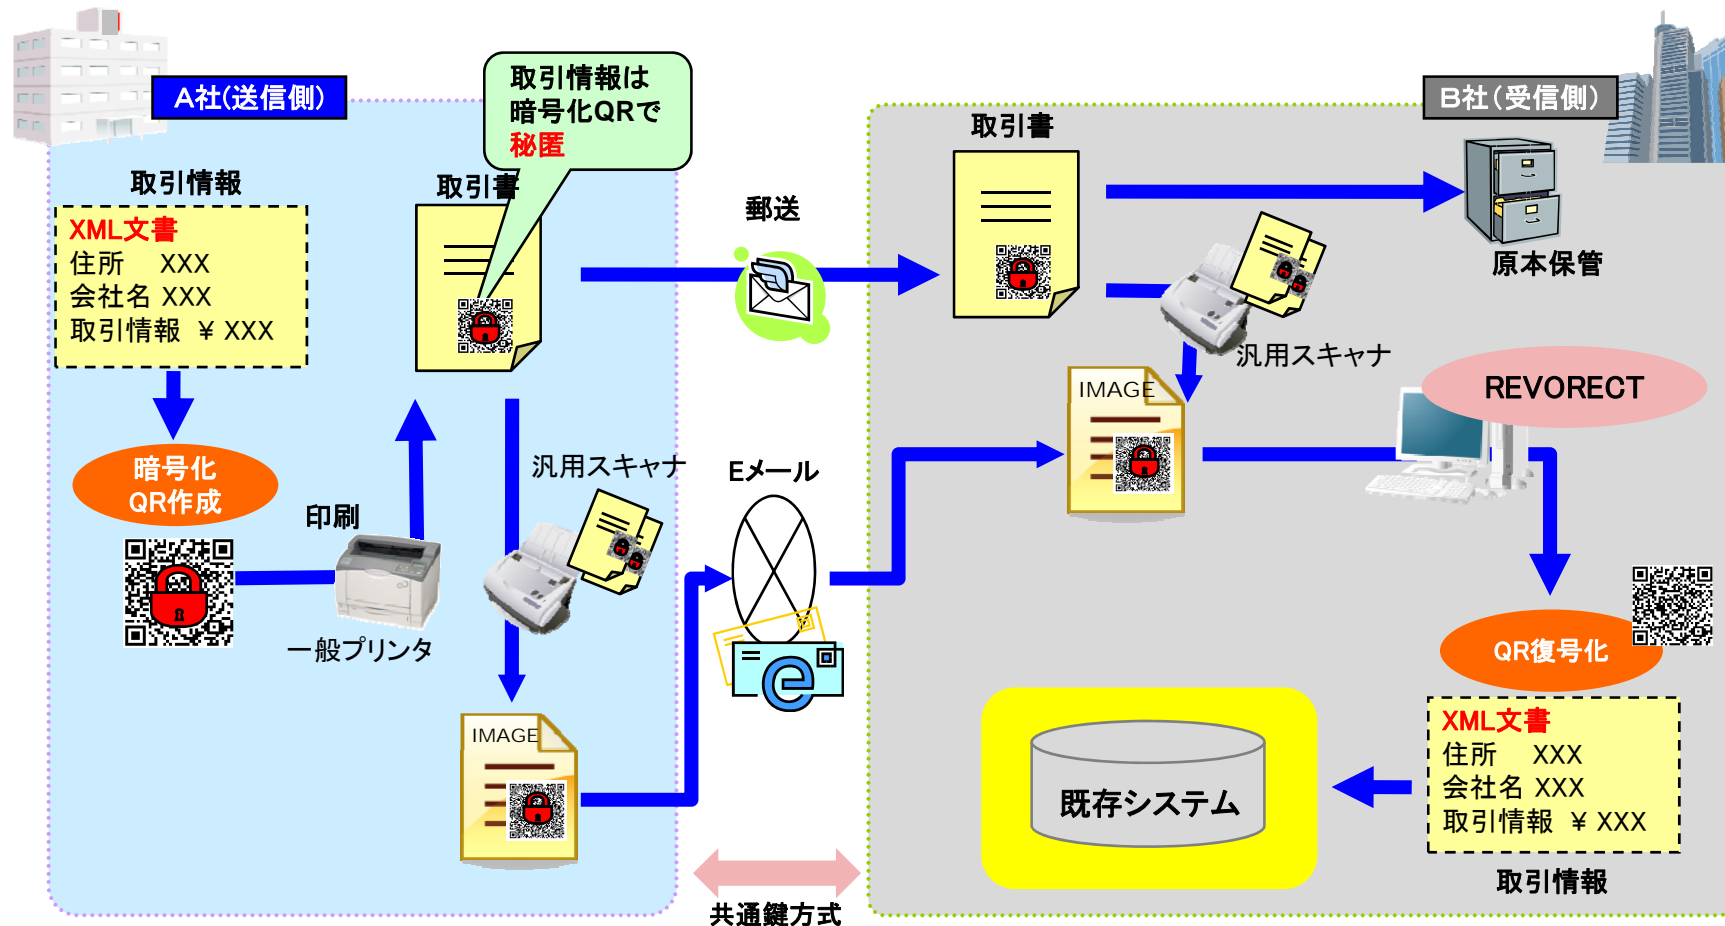 A社(送信側)
取引情報は
暗号化QRで
秘匿
取引情報
XML文書
住所 XXX
会社名 XXX
取引情報 ¥ XXX
取引書
暗号化
QR作成
印刷
一般プリンタ
汎用スキャナ
IMAGE
郵送
Eメール
共通鍵方式
B社(受信側)
取引書
原本保管
汎用スキャナ
IMAGE
REVORECT
QR復号化
XML文書
住所 XXX
会社名 XXX
取引情報 ¥ XXX
取引情報
既存システム